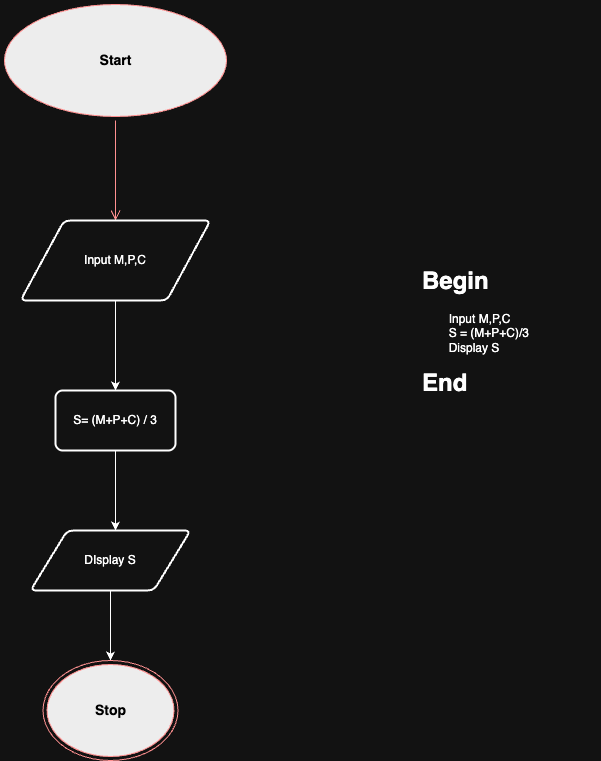 Start
Input M,P,C
S= (M+P+C) / 3
DIsplay S
Stop
Begin
Input M,P,C
S = (M+P+C)/3
Display S
End